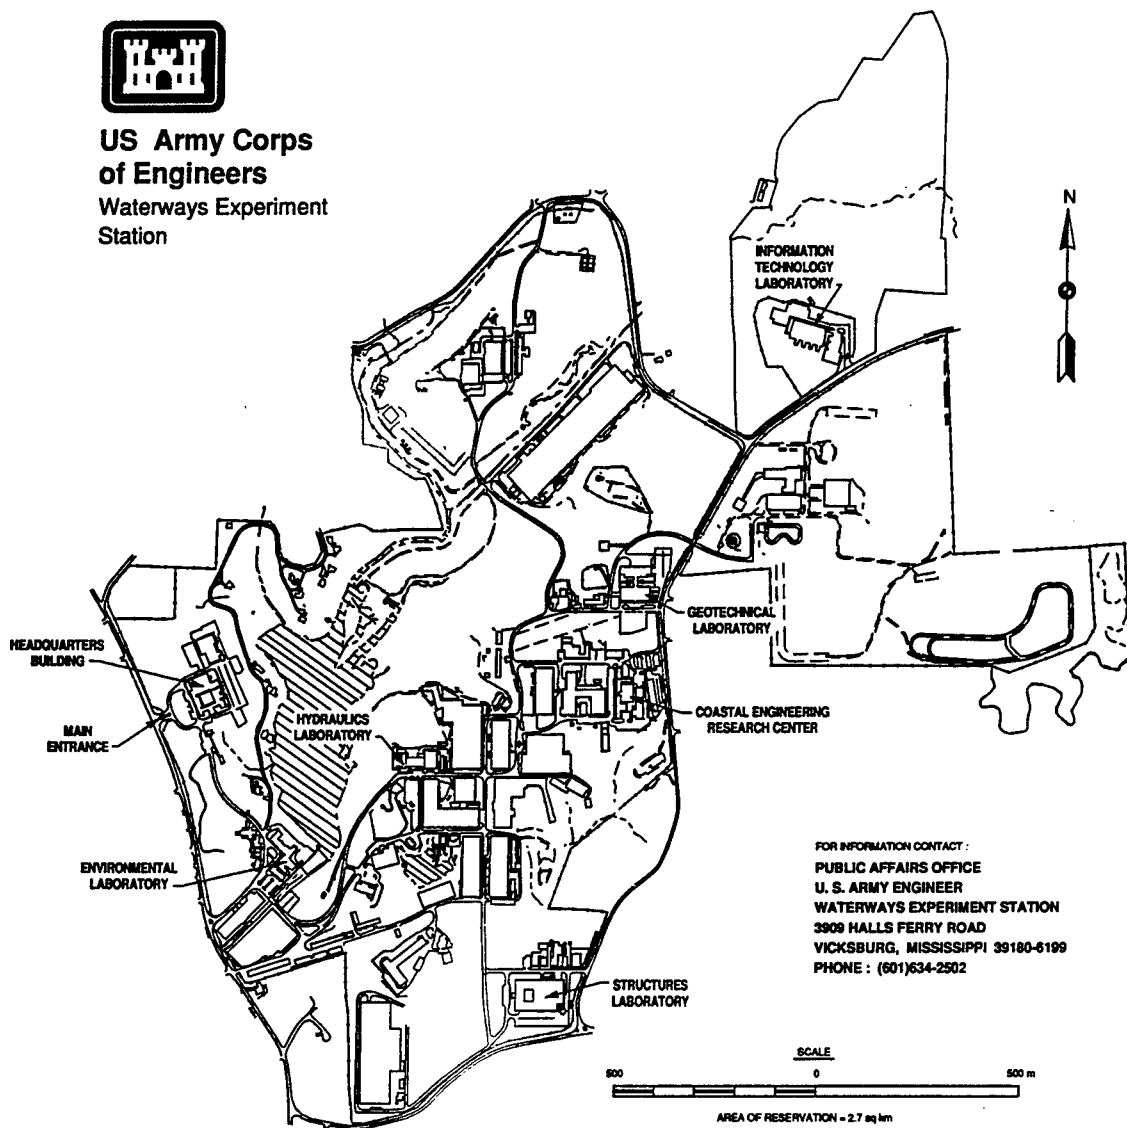 US Army Corps
of Engineers
Waterways Experiment
Station
N
INFORMATION
TECHNOLOGY
LABORATORY
GEOTECHNICAL
LABORATORY
HEADQUARTERS
BUILDING
MAIN
ENTRANCE
HYDRAULICS
LABORATORY
COASTAL ENGINEERING
RESEARCH CENTER
ENVIRONMENTAL
LABORATORY
STRUCTURES
LABORATORY
FOR INFORMATION CONTACT :
PUBLIC AFFAIRS OFFICE
U. S. ARMY ENGINEER
WATERWAYS EXPERIMENT STATION
3909 HALLS FERRY ROAD
VICKSBURG, MISSISSIPPI 39180-6199
PHONE : (601)634-2502
SCALE
500 0 500 m
AREA OF RESERVATION = 2.7 sq km